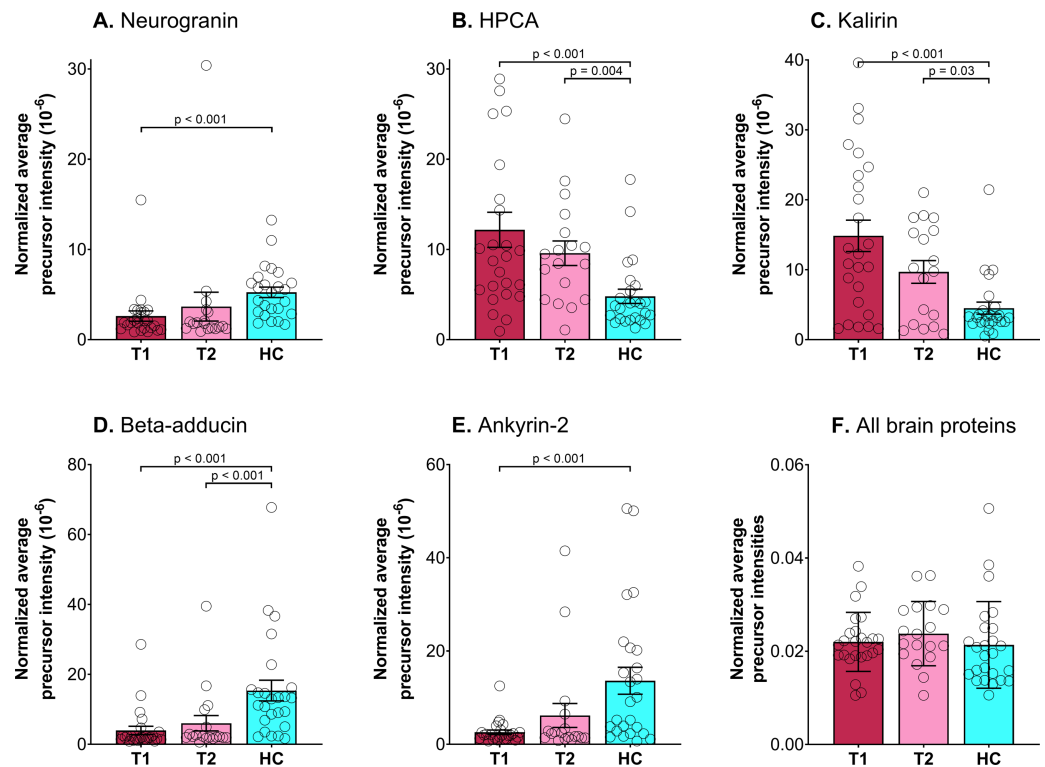 A. Neurogranin
Normalized average
precursor intensity (10-6)
30
20
10
0
p < 0.001
T1 T2 HC
B. HPCA
Normalized average
precursor intensity (10-6)
30
20
10
0
p < 0.001
p = 0.004
T1 T2 HC
C. Kalirin
Normalized average
precursor intensity (10-6)
40
30
20
10
0
p < 0.001
p = 0.03
T1 T2 HC
D. Beta-adducin
Normalized average
precursor intensity (10-6)
80
60
40
20
0
p < 0.001
p < 0.001
T1 T2 HC
E. Ankyrin-2
Normalized average
precursor intensity (10-6)
60
40
20
0
p < 0.001
T1 T2 HC
F. All brain proteins
Normalized average
precursor intensities
0.06
0.04
0.02
0.00
T1 T2 HC